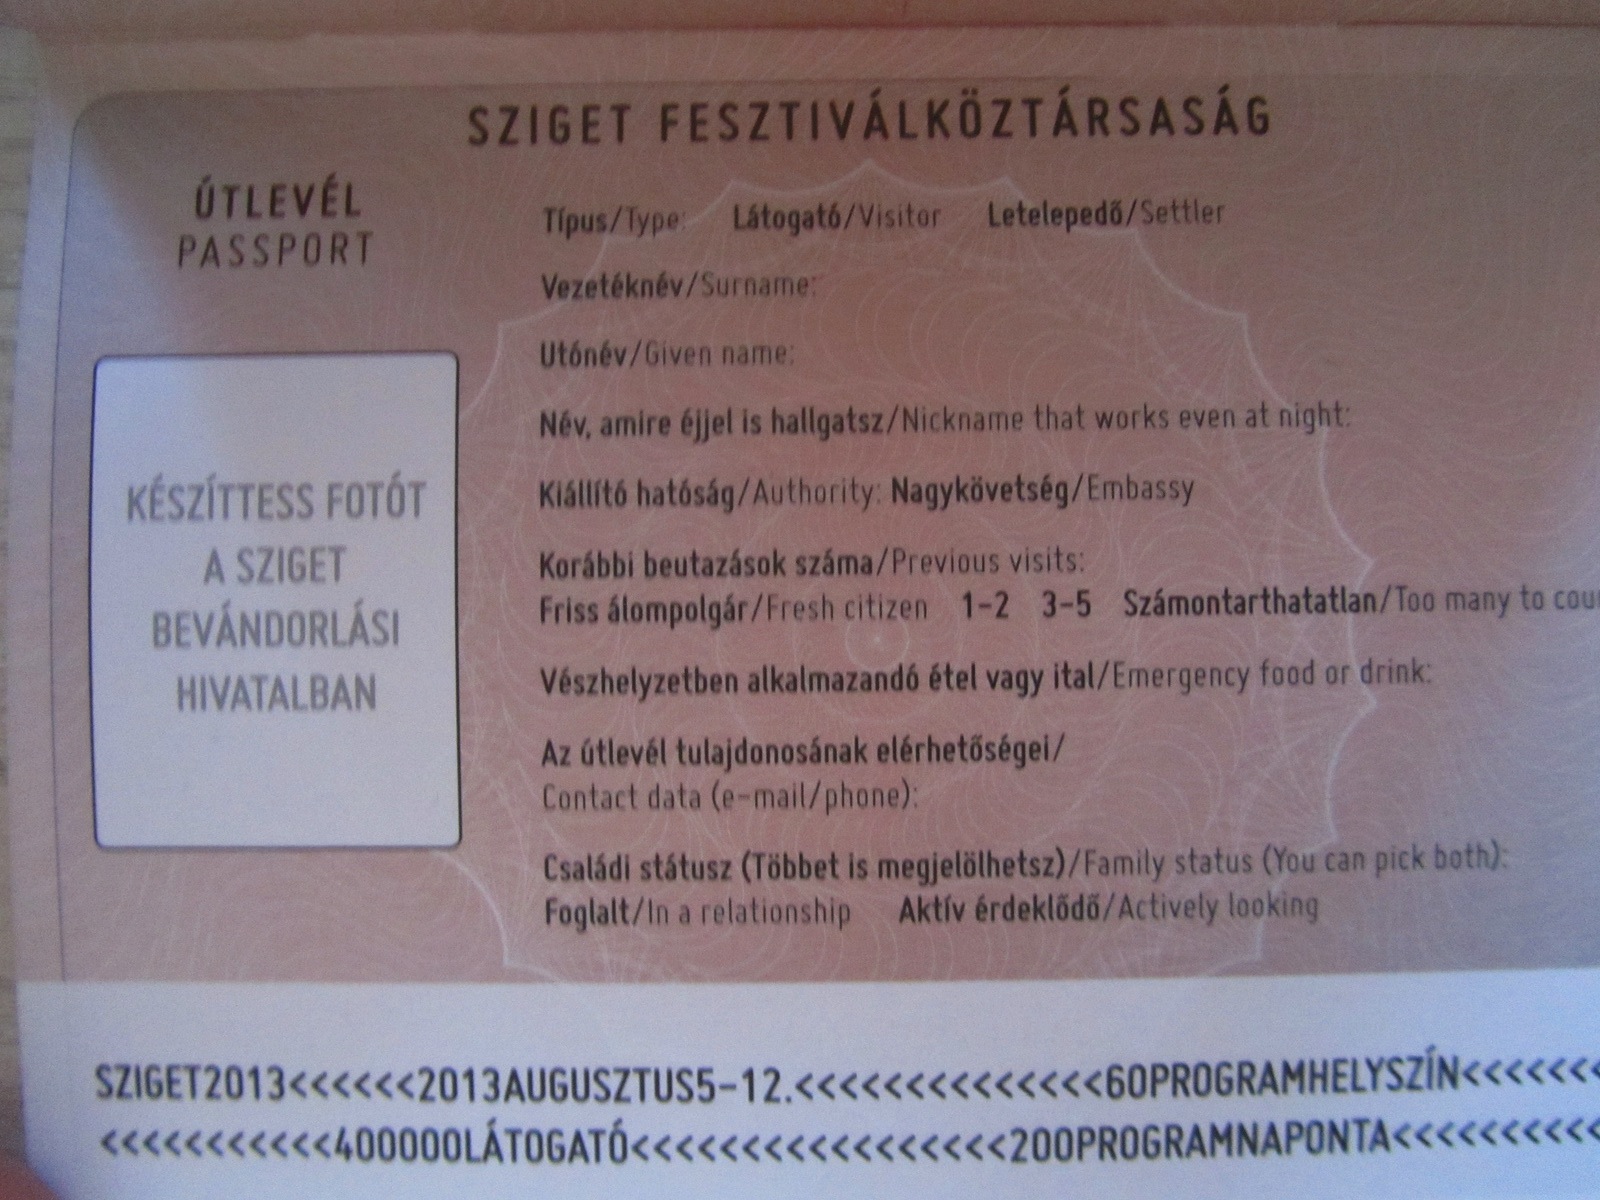 SZIGET FESZTIVÁLKÖZTÁRSASÁG
ÚTLEVÉL
PASSPORT
KÉSZÍTTESS FOTÓT
A SZIGET
BEVÁNDORLÁSI
HIVATALBAN
Típus/Type: Látogató/Visitor Letelepedő/Settler
Vezetéknév/Surname:
Utónév/Given name:
Név, amire éjjel is hallgatsz/Nickname that works even at night:
Kiállító hatóság/Authority: Nagykövetség/Embassy
Korábbi beutazások száma/Previous visits:
Friss álompolgár/Fresh citizen 1-2 3-5 Számontarthatatlan/Too many to cou
Vészhelyzetben alkalmazandó étel vagy ital/Emergency food or drink:
Az útlevél tulajdonosának elérhetőségei/
Contact data (e-mail/phone):
Családi státusz (Többet is megjelölhetsz)/Family status (You can pick both):
Foglalt/In a relationship Aktív érdeklődő/Actively looking
SZIGET2013<<<<<<2013AUGUSZTUS5-12.<<<<<<<<<<<<<<<60PROGRAMHELYSZÍN<<<<<<<
<<<<<<<<<<<400000LÁTOGATÓ<<<<<<<<<<<<<<<<<<200PROGRAMNAPONTA<<<<<<<<<<